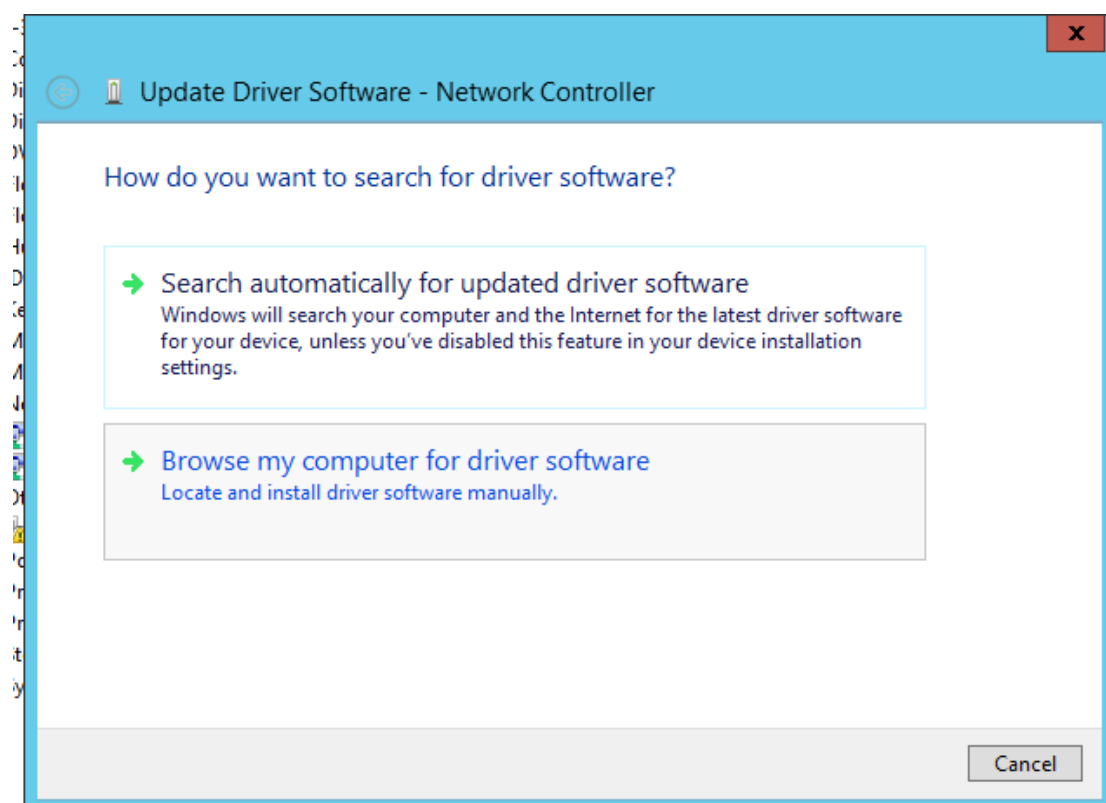 x
Update Driver Software - Network Controller
How do you want to search for driver software?
Search automatically for updated driver software
Windows will search your computer and the Internet for the latest driver software
for your device, unless you've disabled this feature in your device installation
settings.
Browse my computer for driver software
Locate and install driver software manually.
Cancel